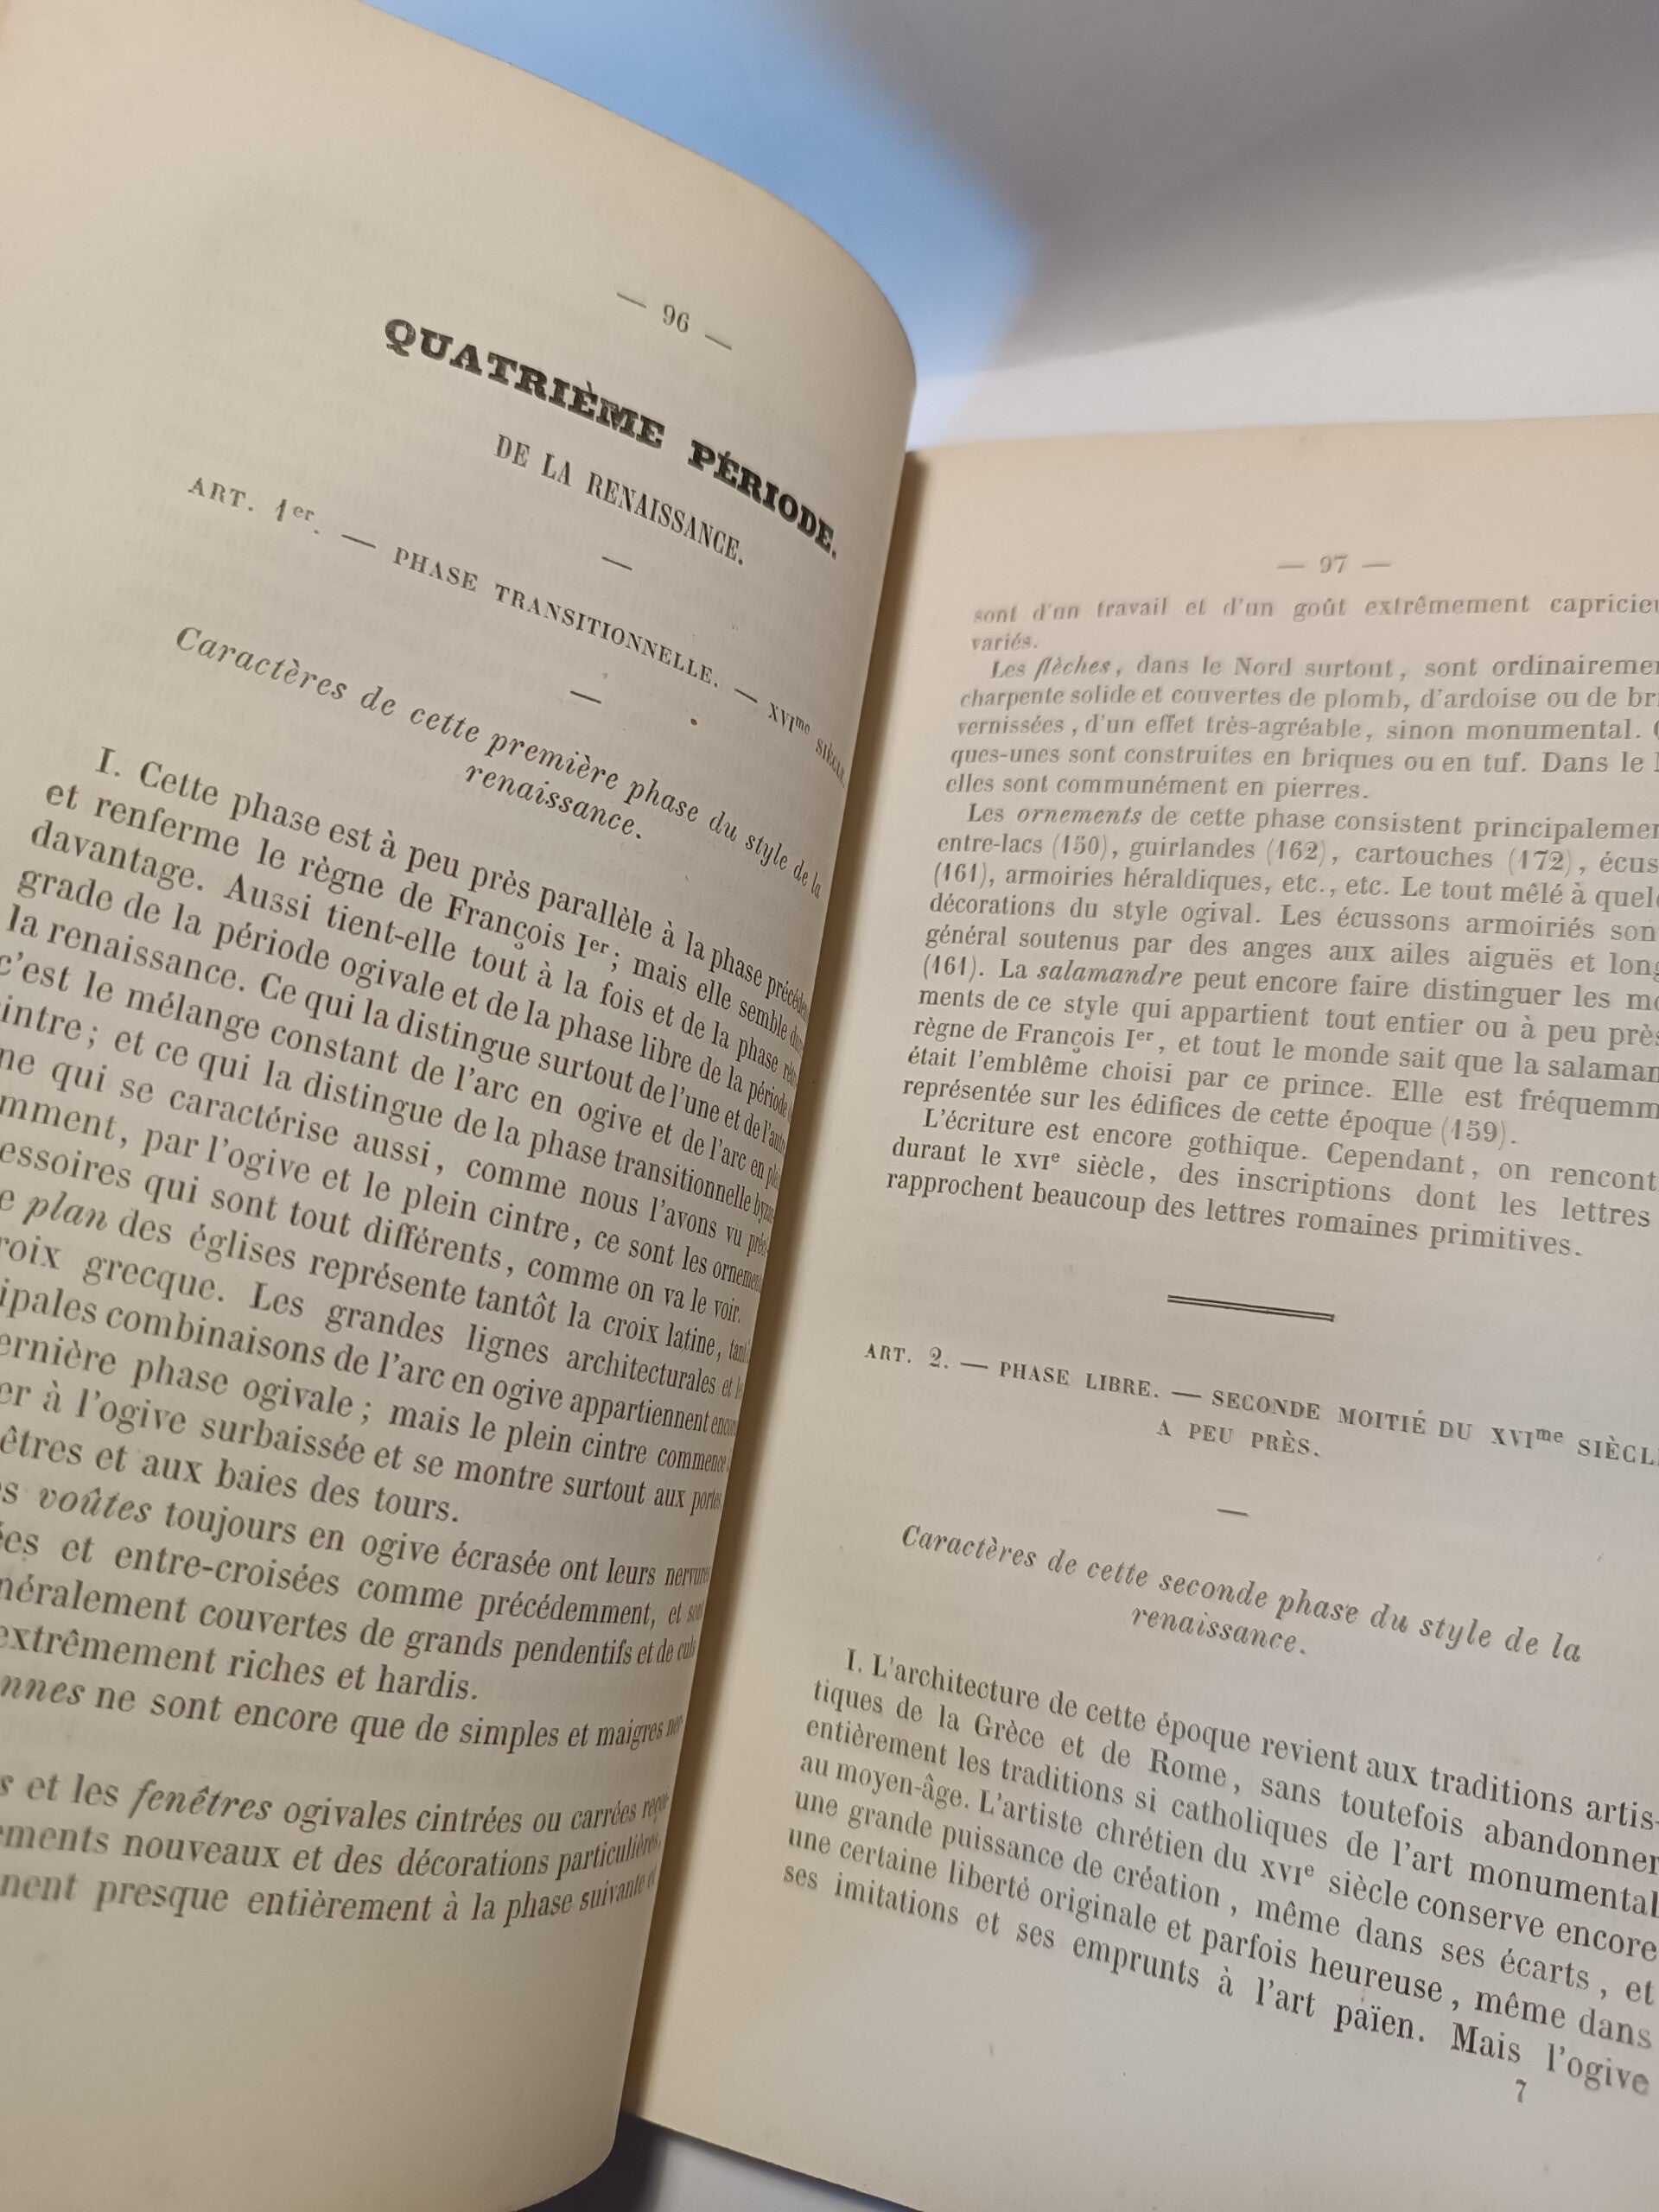 — 96 —
QUATRIÈME PÉRIODE.
DE LA RENAISSANCE.
ART. 1er. — PHASE TRANSITIONNELLE. — XVIme SIÈCLE.
Caractères de cette première phase du style de la
renaissance.
I. Cette phase est à peu près parallèle à la phase
et renferme le règne de François Ier; mais elle semble
davantage. Aussi tient-elle tout à la fois et de la phase
grade de la période ogivale et de la phase libre de la période
la renaissance. Ce qui la distingue surtout de l'une et de l'autre
c'est le mélange constant de l'arc en ogive et de l'arc en
intre; et ce qui la distingue de la phase transitionnelle
ne qui se caractérise aussi, comme nous l'avons vu
mment, par l'ogive et le plein cintre, ce sont les
essoires qui sont tout différents, comme on va le voir.
plan des églises représente tantôt la croix latine,
roix grecque. Les grandes lignes architecturales et
ipales combinaisons de l'arc en ogive appartiennent
ernière phase ogivale; mais le plein cintre commence
er à l'ogive surbaissée et se montre surtout aux portes
êtres et aux baies des tours.
voûtes toujours en ogive écrasée ont leurs nervures
ées et entre-croisées comme précédemment, et sont
néralement couvertes de grands pendentifs et de culs
extrêmement riches et hardis.
nnes ne sont encore que de simples et maigres ner-
s et les fenêtres ogivales cintrées ou carrées
ements nouveaux et des décorations particulières,
nent presque entièrement à la phase suivante et
— 97 —
sont d'un travail et d'un goût extrêmement
variés.
Les flèches, dans le Nord surtout, sont
charpente solide et couvertes de plomb, d'ardoise ou de
vernissées, d'un effet très-agréable, sinon monumental.
ques-unes sont construites en briques ou en tuf. Dans le
elles sont communément en pierres.
Les ornements de cette phase consistent
entre-lacs (150), guirlandes (162), cartouches (172),
(161), armoiries héraldiques, etc., etc. Le tout mêlé à
décorations du style ogival. Les écussons armoiriés
général soutenus par des anges aux ailes aiguës et
(161). La salamandre peut encore faire distinguer les
ments de ce style qui appartient tout entier ou à peu près
règne de François Ier, et tout le monde sait que la
était l'emblême choisi par ce prince. Elle est
représentée sur les édifices de cette époque (159).
L'écriture est encore gothique. Cependant, on
durant le XVIe siècle, des inscriptions dont les lettres
rapprochent beaucoup des lettres romaines primitives.
ART. 2. — PHASE LIBRE. — SECONDE MOITIÉ DU XVIme SIÈCLE
A PEU PRÈS.
Caractères de cette seconde phase du style de la
renaissance.
I. L'architecture de cette époque revient aux traditions artis-
tiques de la Grèce et de Rome, sans toutefois abandonner
entièrement les traditions si catholiques de l'art monumental
au moyen-âge. L'artiste chrétien du XVIe siècle conserve encore
une grande puissance de création, même dans ses écarts, et
une certaine liberté originale et parfois heureuse, même dans
ses imitations et ses emprunts à l'art païen. Mais l'ogive
7